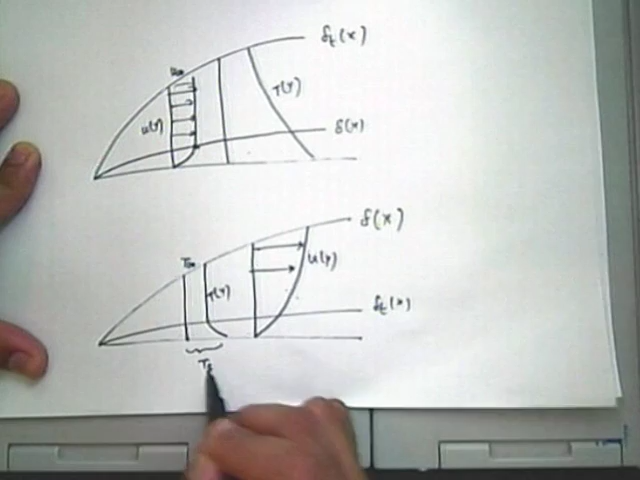 δt(x)
u∞
T(y)
u(y)
δ(x)
δ(x)
T∞
u(y)
T(y)
δt(x)
Ts